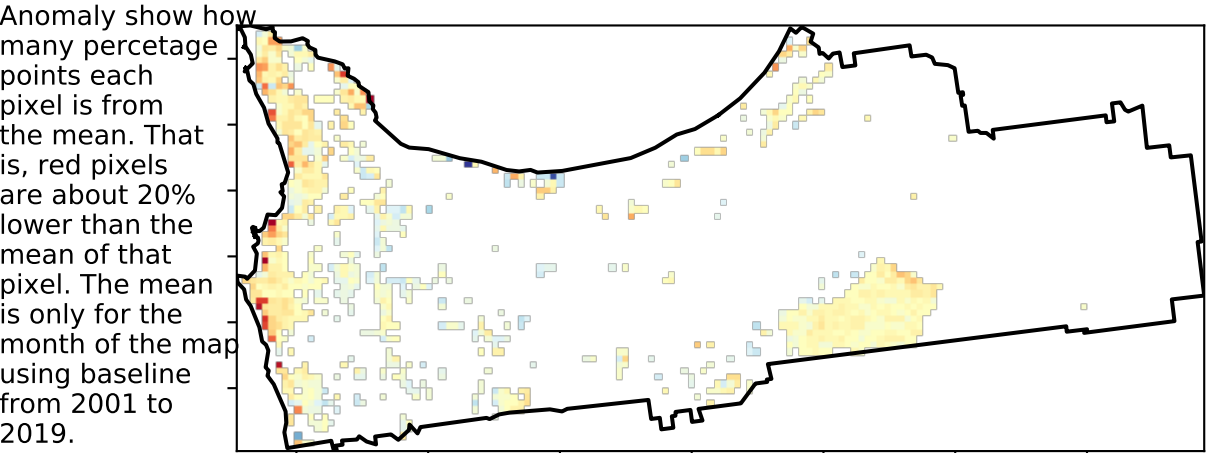 Anomaly show how
many percetage
points each
pixel is from
the mean. That
is, red pixels
are about 20%
lower than the
mean of that
pixel. The mean
is only for the
month of the map
using baseline
from 2001 to
2019.